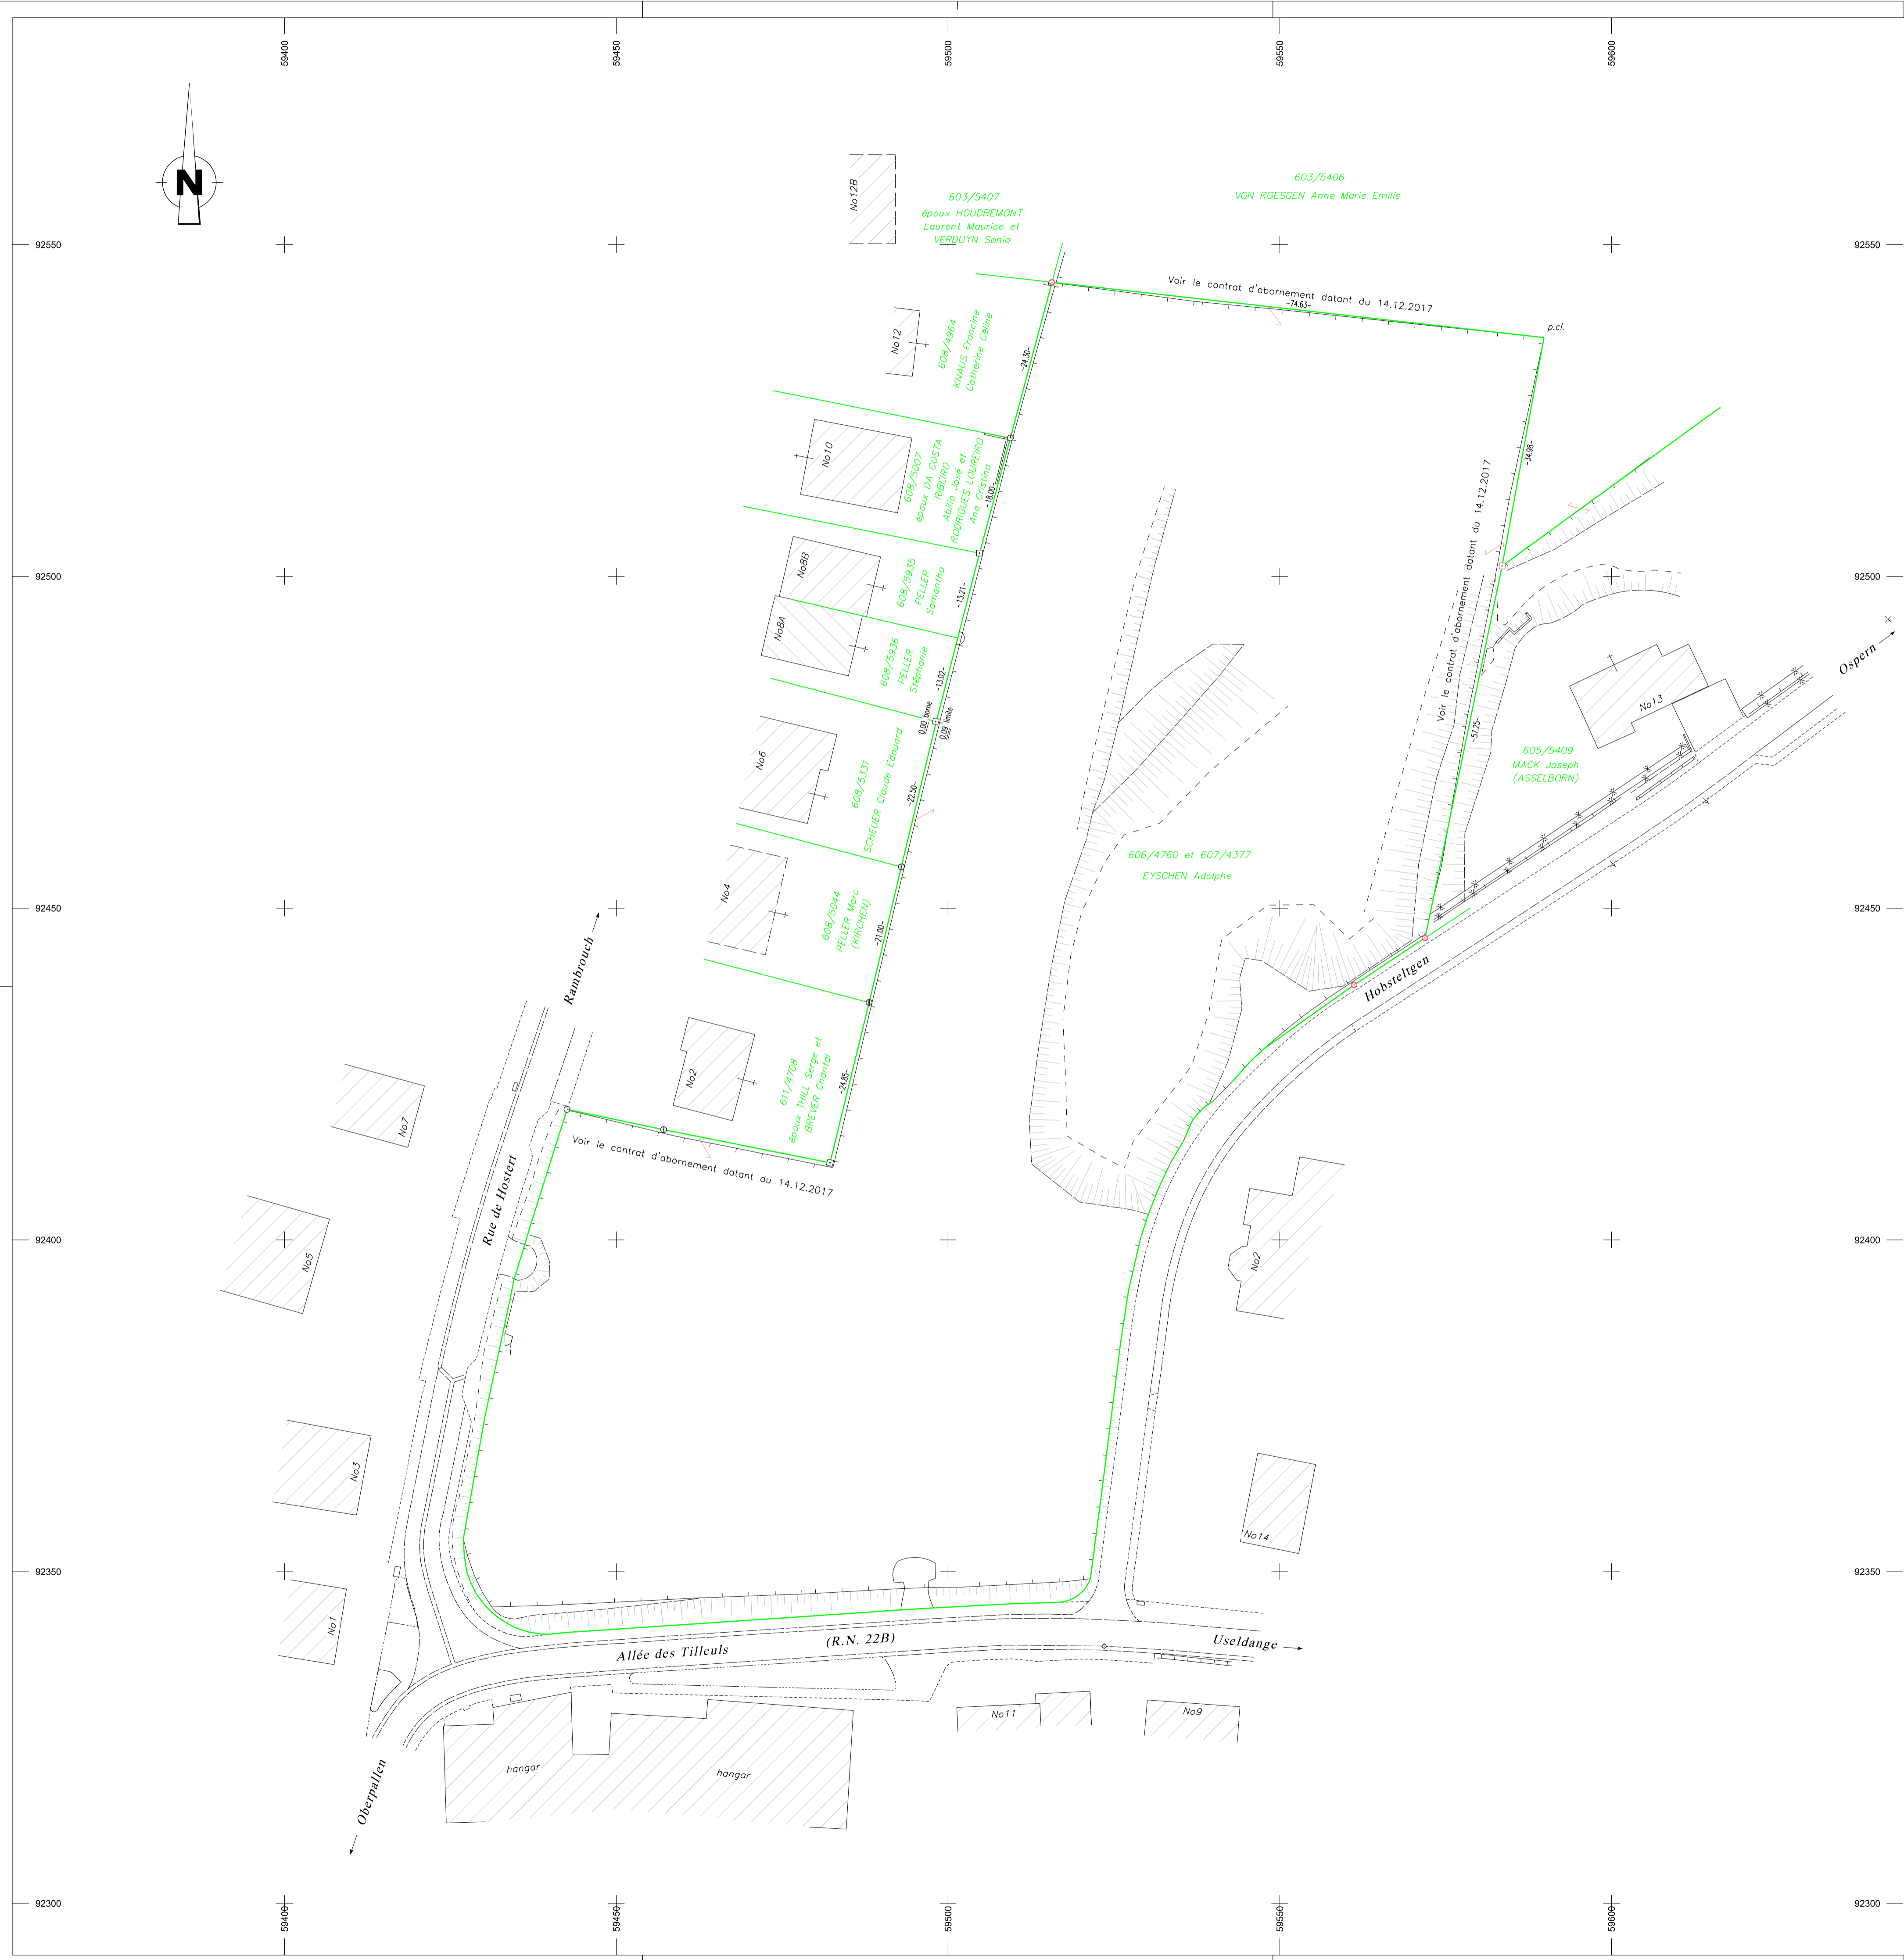 59400
59450
59500
59550
59600
N
No12B
603/5407
époux HOUDREMONT
Laurent Maurice et
VERDUYN Sonia
603/5406
VON ROESGEN Anne Marie Emilie
92550
92550
Voir le contrat d'abornement datant du 14.12.2017
-74.63-
p.cl.
No12
608/4964
KNAUS Francine
Catherine Céline
-24.30-
No10
608/5007
époux DA COSTA
RIBEIRO
Abílio José et
RODRIGUES LOUREIRO
Ana Cristina
-18.00-
-34.98-
Voir le contrat d'abornement datant du 14.12.2017
92500
92500
No8B
608/5935
PELLER
Samantha
-13.21-
No8A
608/5936
PELLER
Stéphanie
-13.02-
0.00 borne
0.09 limite
Ospern
No13
-57.25-
605/5409
MACK Joseph
(ASSELBORN)
No6
608/5331
SCHEUER Claude Edouard
-22.50-
606/4760 et 607/4377
EYSCHEN Adolphe
No4
608/5044
PELLER Marc
(KIRCHEN)
-21.00-
92450
92450
Rambrouch
Hobsteltgen
No2
611/4708
époux THILL Serge et
BREVER Chantal
-24.85-
No7
Voir le contrat d'abornement datant du 14.12.2017
Rue de Hostert
No5
92400
92400
No2
No3
No14
92350
92350
No1
Allée des Tilleuls
(R.N. 22B)
Useldange
No11
No9
hangar
hangar
Oberpallen
92300
92300
59400
59450
59500
59550
59600